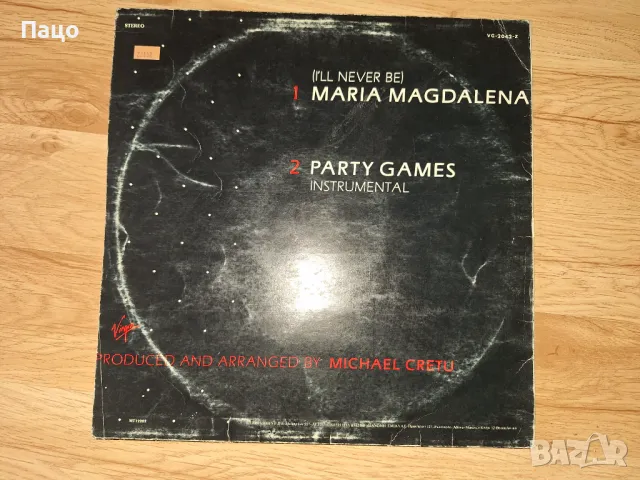 Пацо
STEREO
VG-2042-Z
(I'LL NEVER BE)
1 MARIA MAGDALENA
2 PARTY GAMES
INSTRUMENTAL
Virgin
PRODUCED AND ARRANGED BY MICHAEL CRETU
BAZAR